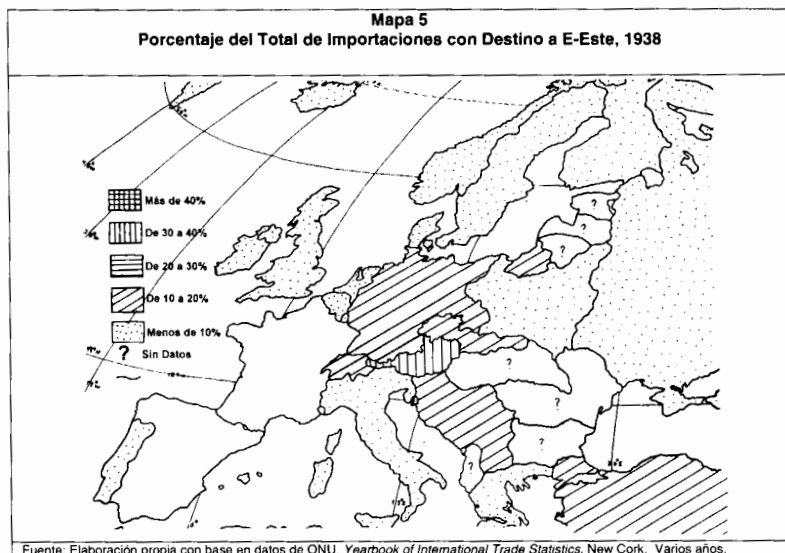 Mapa 5
Porcentaje del Total de Importaciones con Destino a E-Este, 1938
Más de 40%
De 30 a 40%
De 20 a 30%
De 10 a 20%
Menos de 10%
? Sin Datos
?
?
?
?
?
?
?
Fuente: Elaboración propia con base en datos de ONU, Yearbook of International Trade Statistics, New Cork. Varios años.